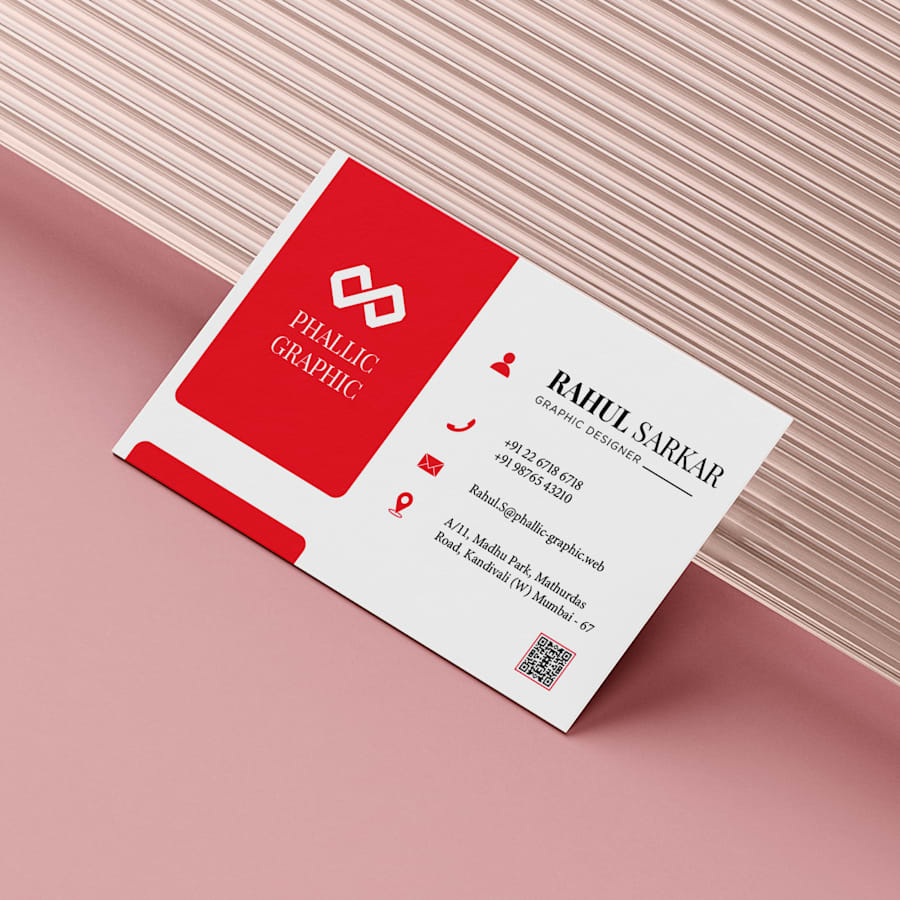 PHALLIC
GRAPHIC
RAHUL SARKAR
GRAPHIC DESIGNER
+91 22 6718 6718
+91 98765 43210
Rahul.S@phallic-graphic.web
A/11, Madhu Park, Mathurdas
Road, Kandivali (W) Mumbai - 67